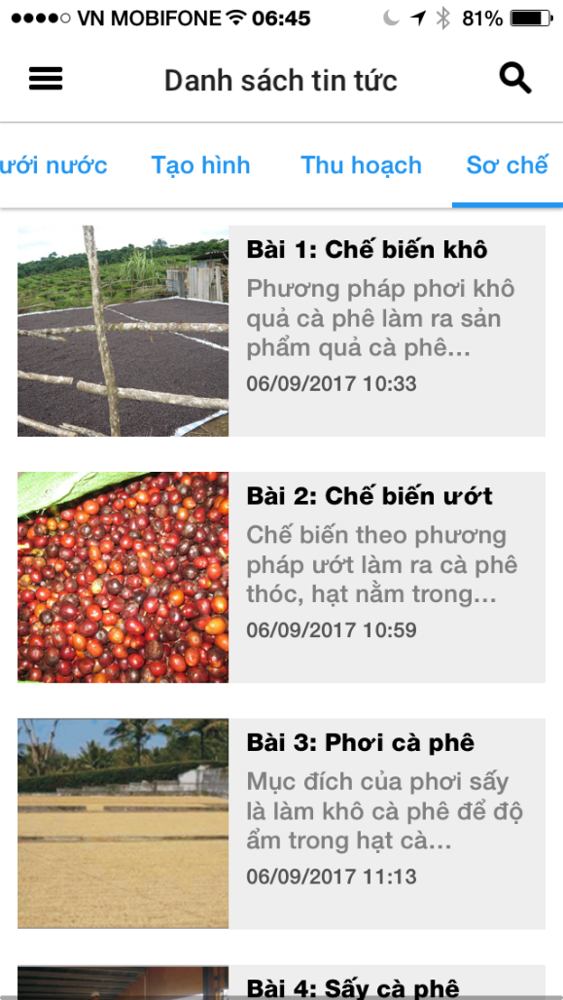 VN MOBIFONE 06:45 81%
Danh sách tin tức
ưới nước Tạo hình Thu hoạch Sơ chế
Bài 1: Chế biến khô
Phương pháp phơi khô
quả cà phê làm ra sản
phẩm quả cà phê...
06/09/2017 10:33
Bài 2: Chế biến ướt
Chế biến theo phương
pháp ướt làm ra cà phê
thóc, hạt nằm trong...
06/09/2017 10:59
Bài 3: Phơi cà phê
Mục đích của phơi sấy
là làm khô cà phê để độ
ẩm trong hạt cà...
06/09/2017 11:13
Bài 4: Sấy cà phê